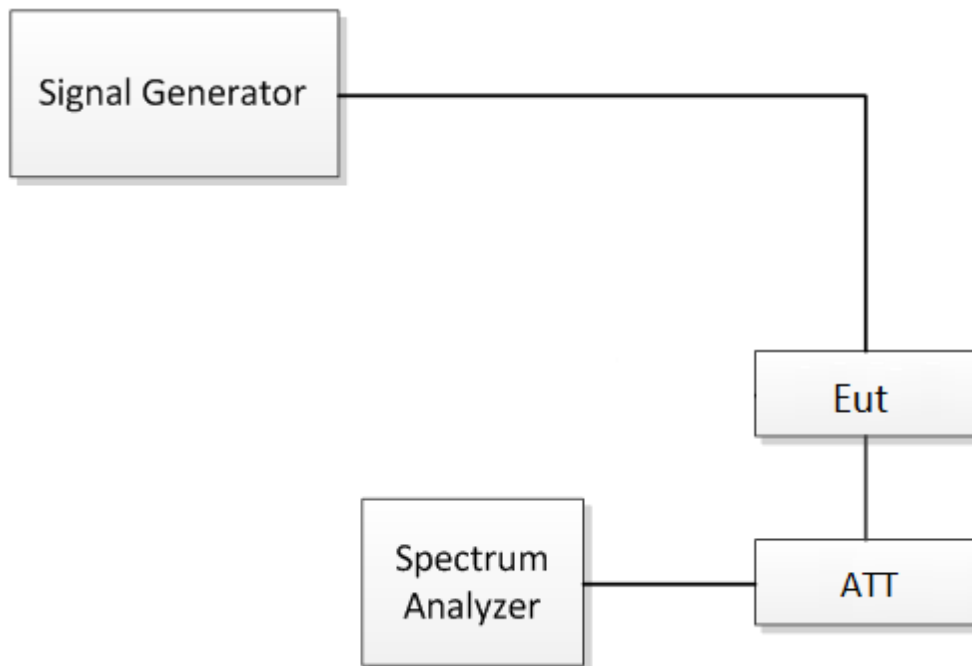 Signal Generator
Eut
Spectrum
Analyzer
ATT